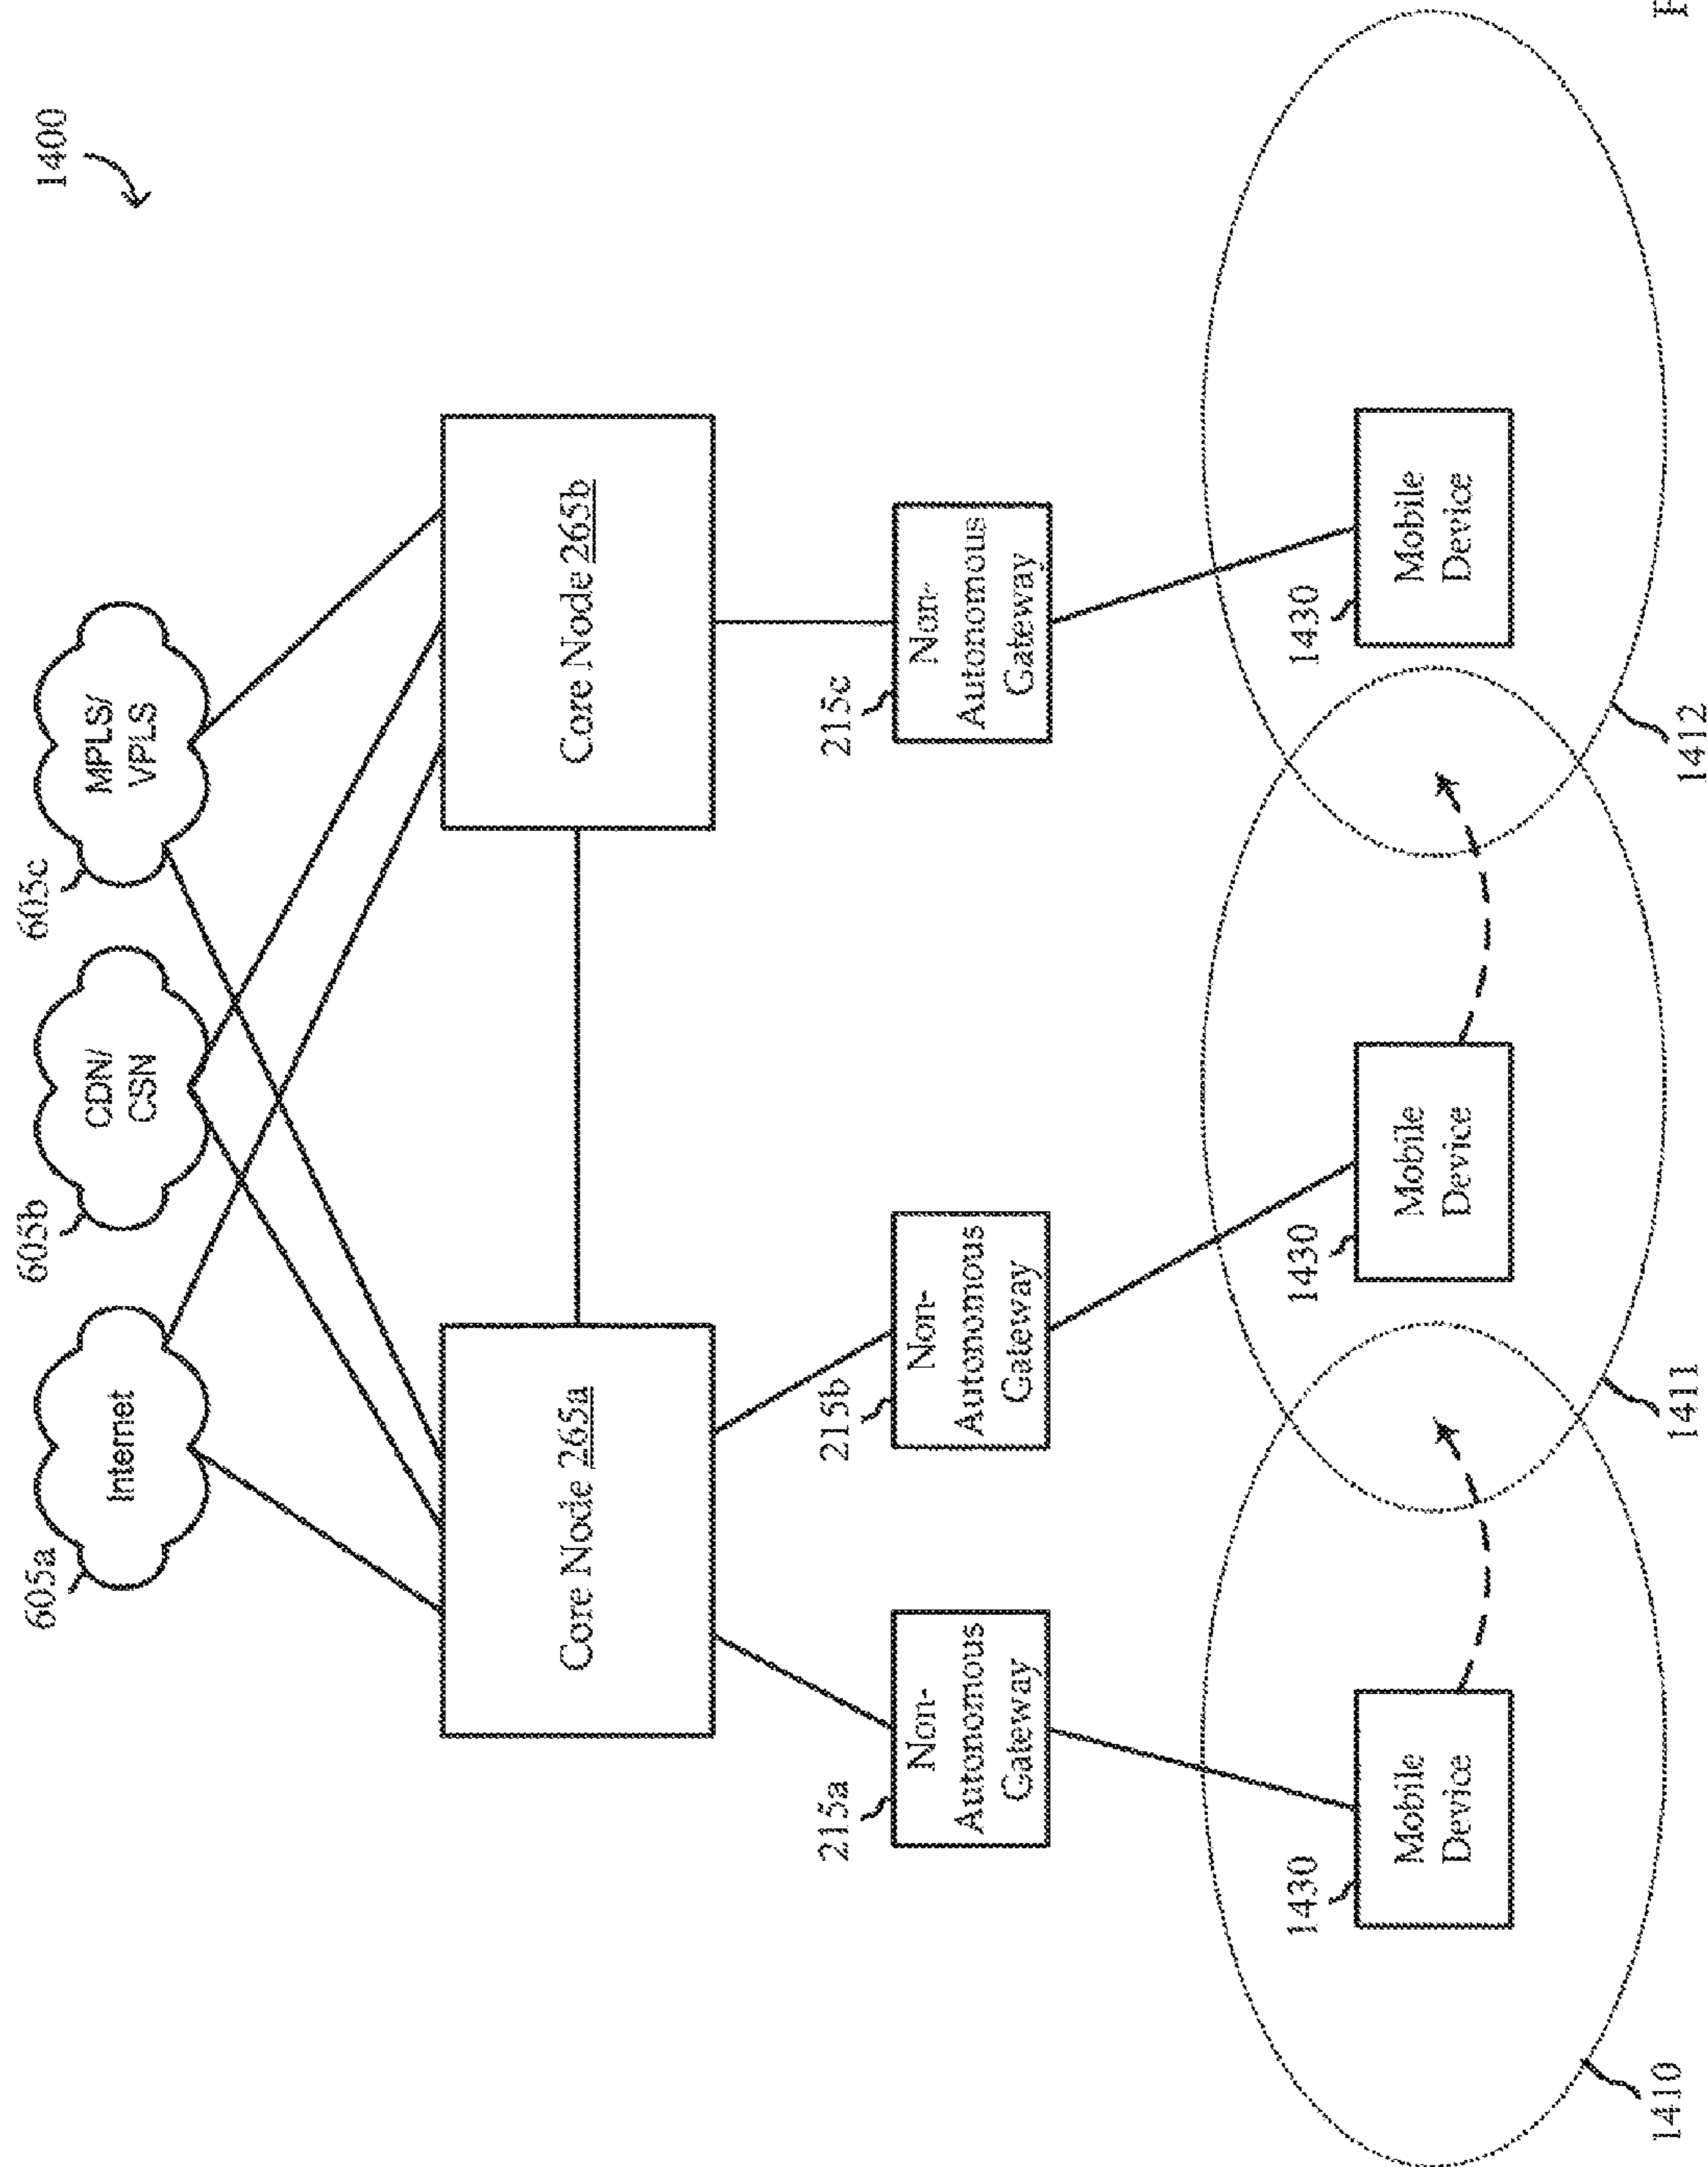 1400
605a
Internet
605b
CDN/
CSN
605c
MPLS/
VPLS
Core Node 265a
Core Node 265b
215a
Non-
Autonomous
Gateway
215b
Non-
Autonomous
Gateway
215c
Non-
Autonomous
Gateway
1430
Mobile
Device
1430
Mobile
Device
1430
Mobile
Device
1410
1411
1412